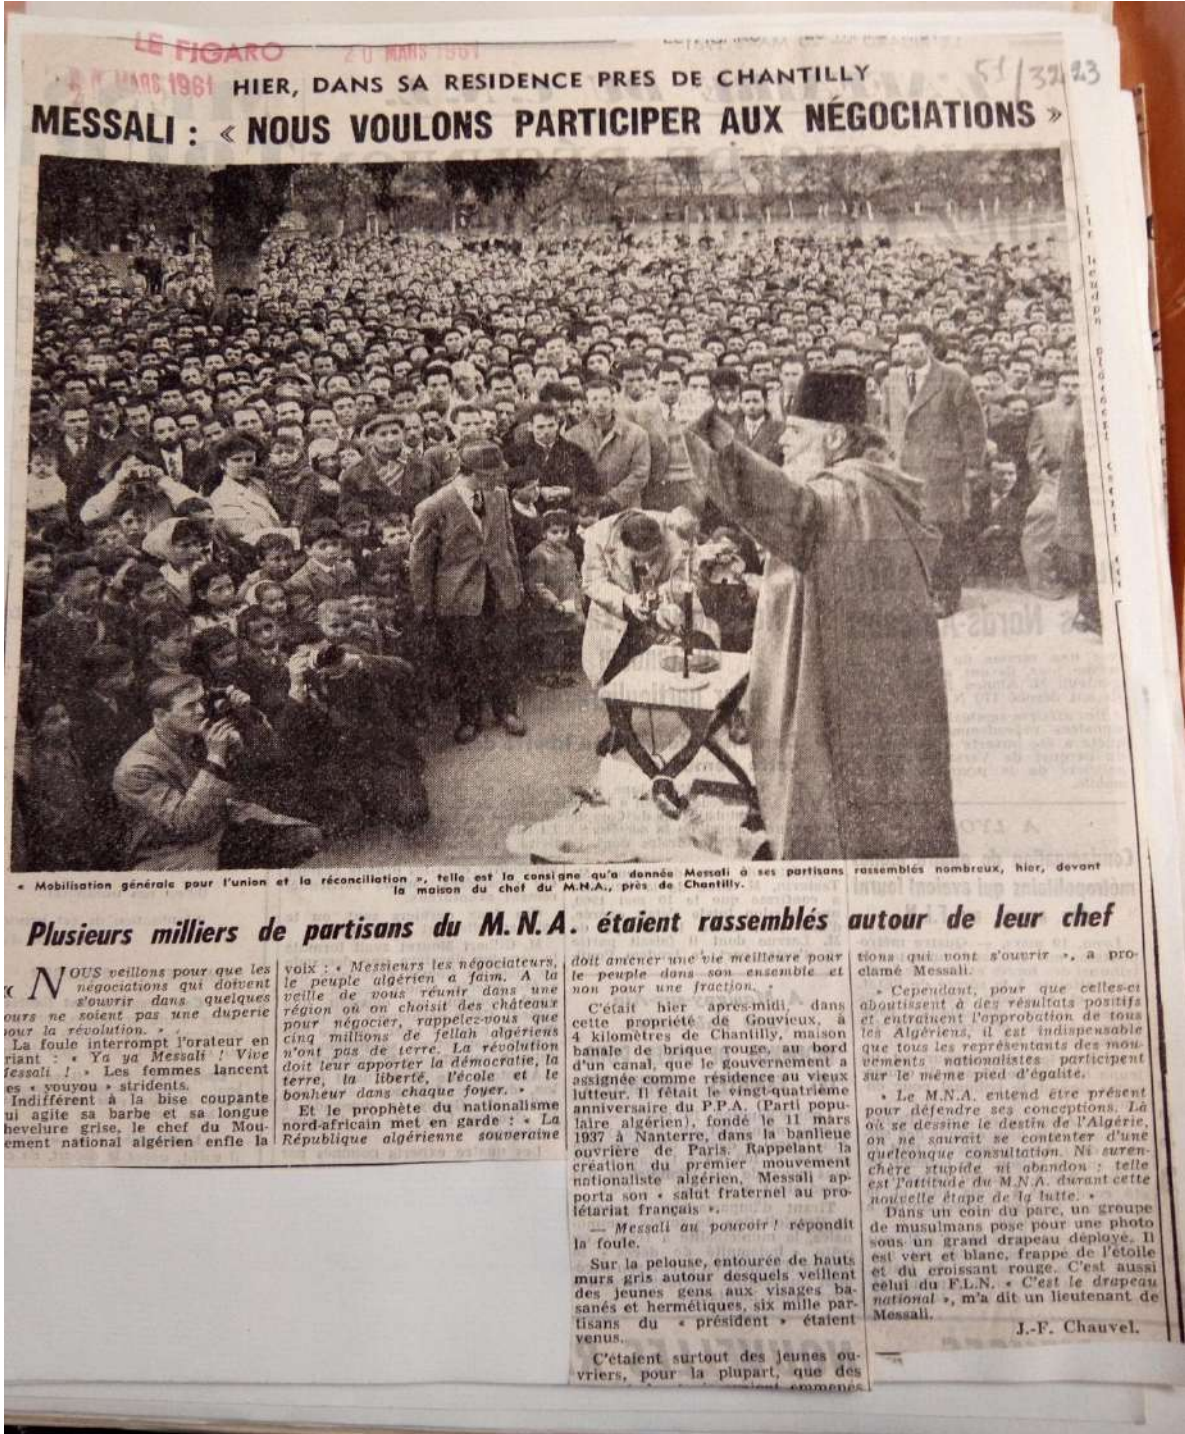 LE FIGARO 20 MARS 1961
MARS 1961
51/32/23
HIER, DANS SA RESIDENCE PRES DE CHANTILLY
MESSALI : « NOUS VOULONS PARTICIPER AUX NÉGOCIATIONS »
« Mobilisation générale pour l'union et la réconciliation », telle est la consigne qu'a donnée Messali à ses partisans rassemblés nombreux, hier, devant
la maison du chef du M.N.A., près de Chantilly.
Plusieurs milliers de partisans du M.N.A. étaient rassemblés autour de leur chef
« NOUS veillons pour que les
négociations qui doivent
s'ouvrir dans quelques
ours ne soient pas une duperie
pour la révolution. »
La foule interrompt l'orateur en
riant : « Ya ya Messali ! Vive
Messali ! » Les femmes lancent
es « youyou » stridents.
Indifférent à la bise coupante
ui agite sa barbe et sa longue
hevelure grise, le chef du Mou-
ement national algérien enfle la
voix : « Messieurs les négociateurs,
le peuple algérien a faim. A la
veille de vous réunir dans une
région où on choisit des châteaux
pour négocier, rappelez-vous que
cinq millions de fellah algériens
n'ont pas de terre. La révolution
doit leur apporter la démocratie, la
terre, la liberté, l'école et le
bonheur dans chaque foyer. »
Et le prophète du nationalisme
nord-africain met en garde : « La
République algérienne souveraine
doit amener une vie meilleure pour
le peuple dans son ensemble et
non pour une fraction. »
C'était hier après-midi, dans
cette propriété de Gouvieux, à
4 kilomètres de Chantilly, maison
banale de brique rouge, au bord
d'un canal, que le gouvernement a
assignée comme résidence au vieux
lutteur. Il fêtait le vingt-quatrième
anniversaire du P.P.A. (Parti popu-
laire algérien), fondé le 11 mars
1937 à Nanterre, dans la banlieue
ouvrière de Paris. Rappelant la
création du premier mouvement
nationaliste algérien, Messali ap-
porta son « salut fraternel au pro-
létariat français ».
— Messali au pouvoir ! répondit
la foule.
Sur la pelouse, entourée de hauts
murs gris autour desquels veillent
des jeunes gens aux visages ba-
sanés et hermétiques, six mille par-
tisans du « président » étaient
venus.
C'étaient surtout des jeunes ou-
vriers, pour la plupart, que des
emmenés
tions qui vont s'ouvrir », a pro-
clamé Messali.
« Cependant, pour que celles-ci
aboutissent à des résultats positifs
et entraînent l'approbation de tous
les Algériens, il est indispensable
que tous les représentants des mou-
vements nationalistes participent
sur le même pied d'égalité.
« Le M.N.A. entend être présent
pour défendre ses conceptions. Là
où se dessine le destin de l'Algérie,
on ne saurait se contenter d'une
quelconque consultation. Ni suren-
chère stupide ni abandon : telle
est l'attitude du M.N.A. durant cette
nouvelle étape de la lutte. »
Dans un coin du parc, un groupe
de musulmans pose pour une photo
sous un grand drapeau déployé. Il
est vert et blanc, frappé de l'étoile
et du croissant rouge. C'est aussi
celui du F.L.N. « C'est le drapeau
national », m'a dit un lieutenant de
Messali.
J.-F. Chauvel.